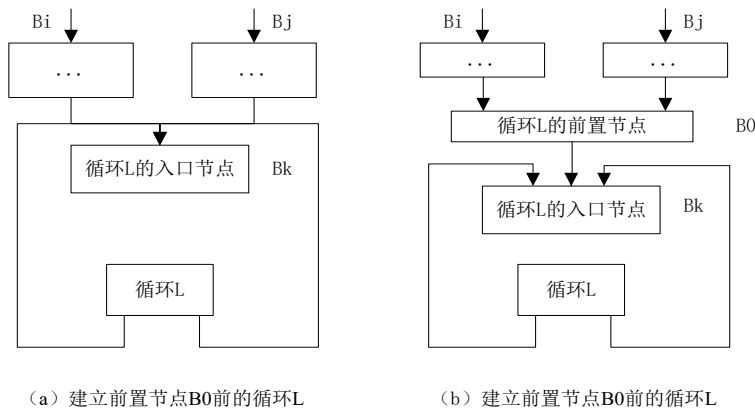 Bi
Bj
...
...
循环L的入口节点
Bk
循环L
(a) 建立前置节点B0前的循环L
Bi
Bj
...
...
循环L的前置节点
B0
循环L的入口节点
Bk
循环L
(b) 建立前置节点B0前的循环L